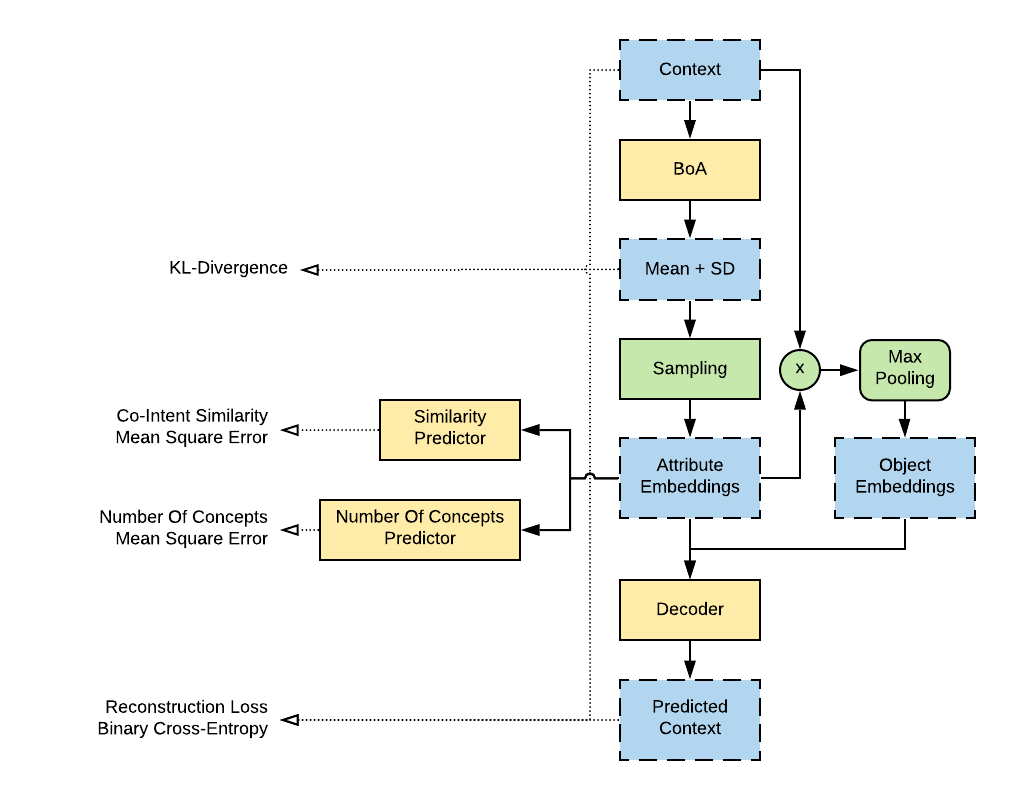 Context
BoA
KL-Divergence
Mean + SD
Sampling
x
Max
Pooling
Co-Intent Similarity
Mean Square Error
Similarity
Predictor
Attribute
Embeddings
Object
Embeddings
Number Of Concepts
Mean Square Error
Number Of Concepts
Predictor
Decoder
Reconstruction Loss
Binary Cross-Entropy
Predicted
Context